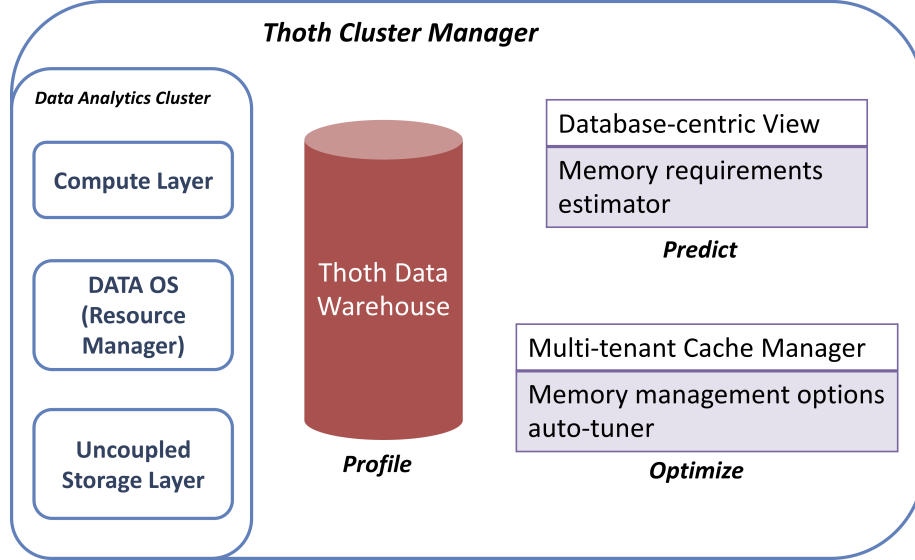 Thoth Cluster Manager
Data Analytics Cluster
Compute Layer
DATA OS
(Resource
Manager)
Uncoupled
Storage Layer
Thoth Data
Warehouse
Profile
Database-centric View
Memory requirements
estimator
Predict
Multi-tenant Cache Manager
Memory management options
auto-tuner
Optimize